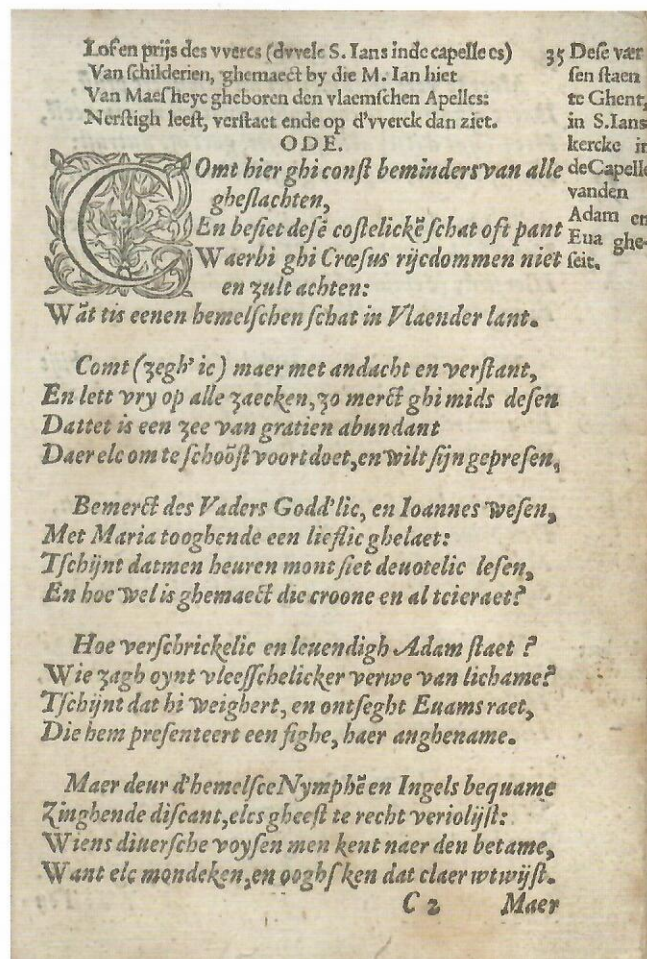 Lof en prijs des vvercs (dvvelc S. Ians inde capelle es)
Van schilderien, ghemaect by die M. Ian hiet
Van Maesheyc gheboren den vlaemschen Apelles:
Nerstigh leest, verstaet ende op d'vverck dan ziet.
ODE.
COmt hier ghi const beminders van alle
gheslachten,
En besiet dese costelickē schat oft pant
Waerbi ghi Crœsus rijcdommen niet
en zult achten:
Wāt tis eenen hemelschen schat in Vlaender lant.
Comt (zegh' ic) maer met andacht en verstant,
En lett vry op alle zaecken, zo merct ghi mids desen
Dattet is een zee van gratien abundant
Daer elc om te schoōst voort doet, en wilt sijn gepresen,
Bemerct des Vaders Godd'lic, en Ioannes wesen,
Met Maria tooghende een lieflic ghelaet:
Tschijnt datmen heuren mont siet deuotelic lesen,
En hoe wel is ghemaect die croone en al tcieraet?
Hoe verschrickelic en leuendigh Adam staet?
Wie zagh oynt vleesschelicker verwe van lichame?
Tschijnt dat hi weighert, en ontseght Euams raet,
Die hem presenteert een fighe, haer anghename.
Maer deur d'hemelsce Nymphē en Ingels bequame
Zinghende discant, elcs gheest te recht veriolijst:
Wiens diuersche voysen men kent naer den betame,
Want elc mondeken, en ooghsken dat claer wtwijst.
C 2 Maer
35 Dese vær
sen staen
te Ghent,
in S. Ians
kercke in
de Capelle
vanden
Adam en
Eua ghe-
seit.